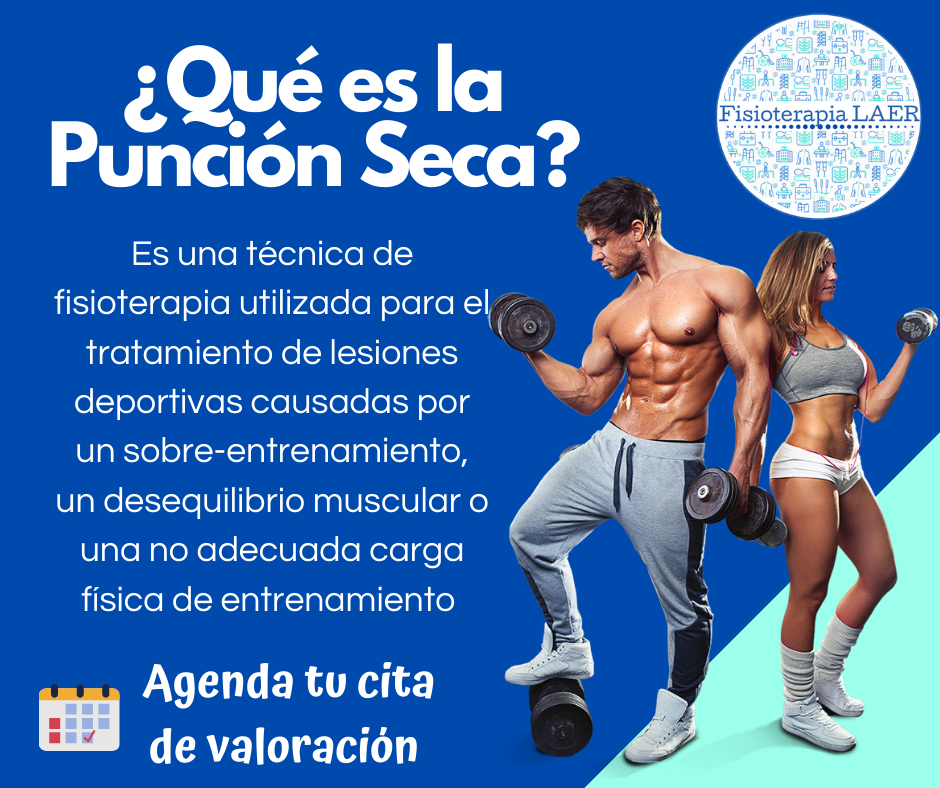 ¿Qué es la
Punción Seca?
Fisioterapia LAER
Es una técnica de
fisioterapia utilizada para el
tratamiento de lesiones
deportivas causadas por
un sobre-entrenamiento,
un desequilibrio muscular o
una no adecuada carga
física de entrenamiento
Agenda tu cita
de valoración